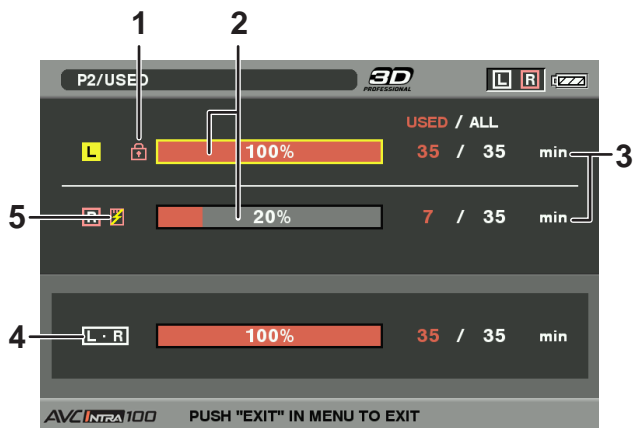 1 2
P2/USED 3D PROFESSIONAL L R
USED / ALL
L 100% 35 / 35 min
3
5 R 20% 7 / 35 min
4 L・R 100% 35 / 35 min
AVC INTRA 100 PUSH "EXIT" IN MENU TO EXIT